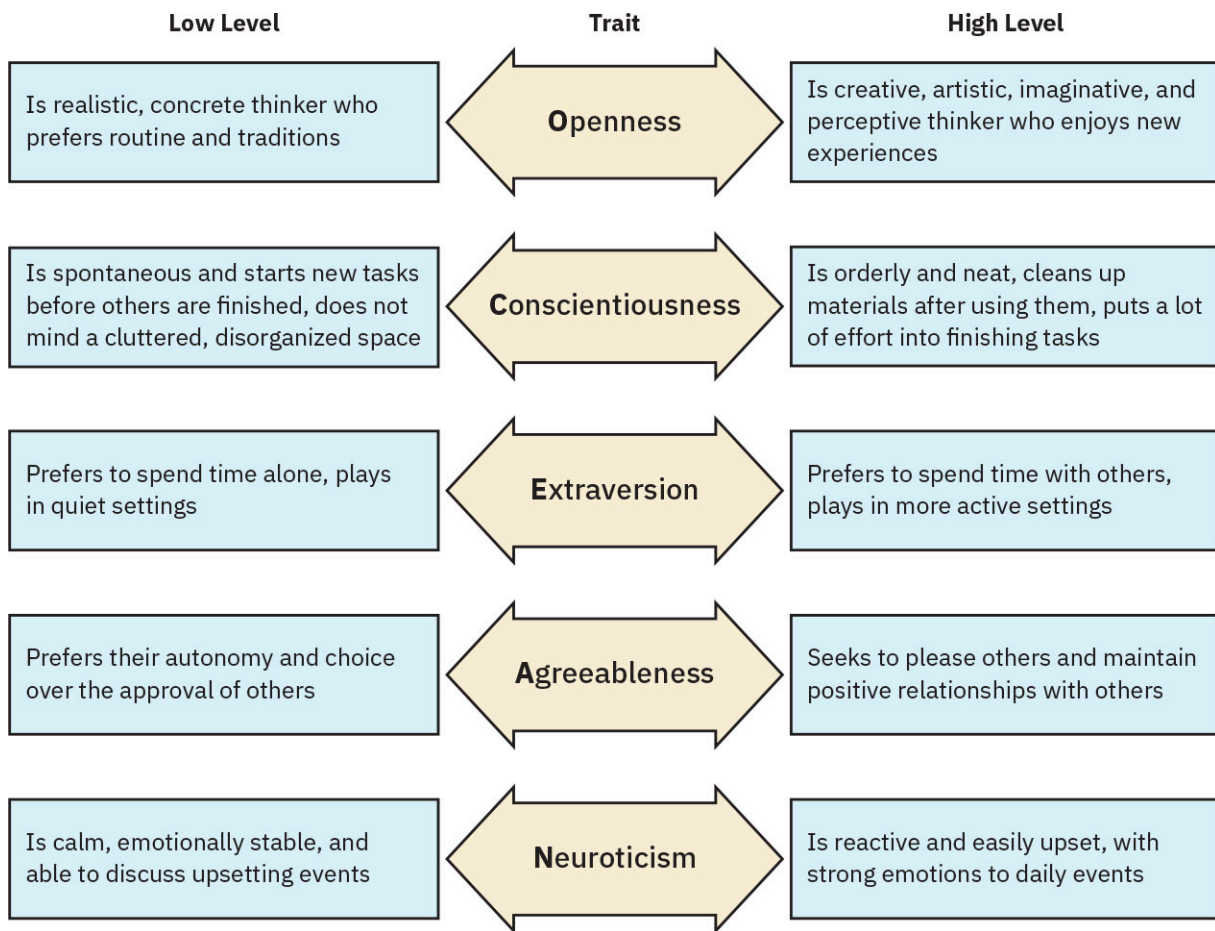 Low Level
Trait
High Level
Is realistic, concrete thinker who
prefers routine and traditions
Openness
Is creative, artistic, imaginative, and
perceptive thinker who enjoys new
experiences
Is spontaneous and starts new tasks
before others are finished, does not
mind a cluttered, disorganized space
Conscientiousness
Is orderly and neat, cleans up
materials after using them, puts a lot
of effort into finishing tasks
Prefers to spend time alone, plays
in quiet settings
Extraversion
Prefers to spend time with others,
plays in more active settings
Prefers their autonomy and choice
over the approval of others
Agreeableness
Seeks to please others and maintain
positive relationships with others
Is calm, emotionally stable, and
able to discuss upsetting events
Neuroticism
Is reactive and easily upset, with
strong emotions to daily events